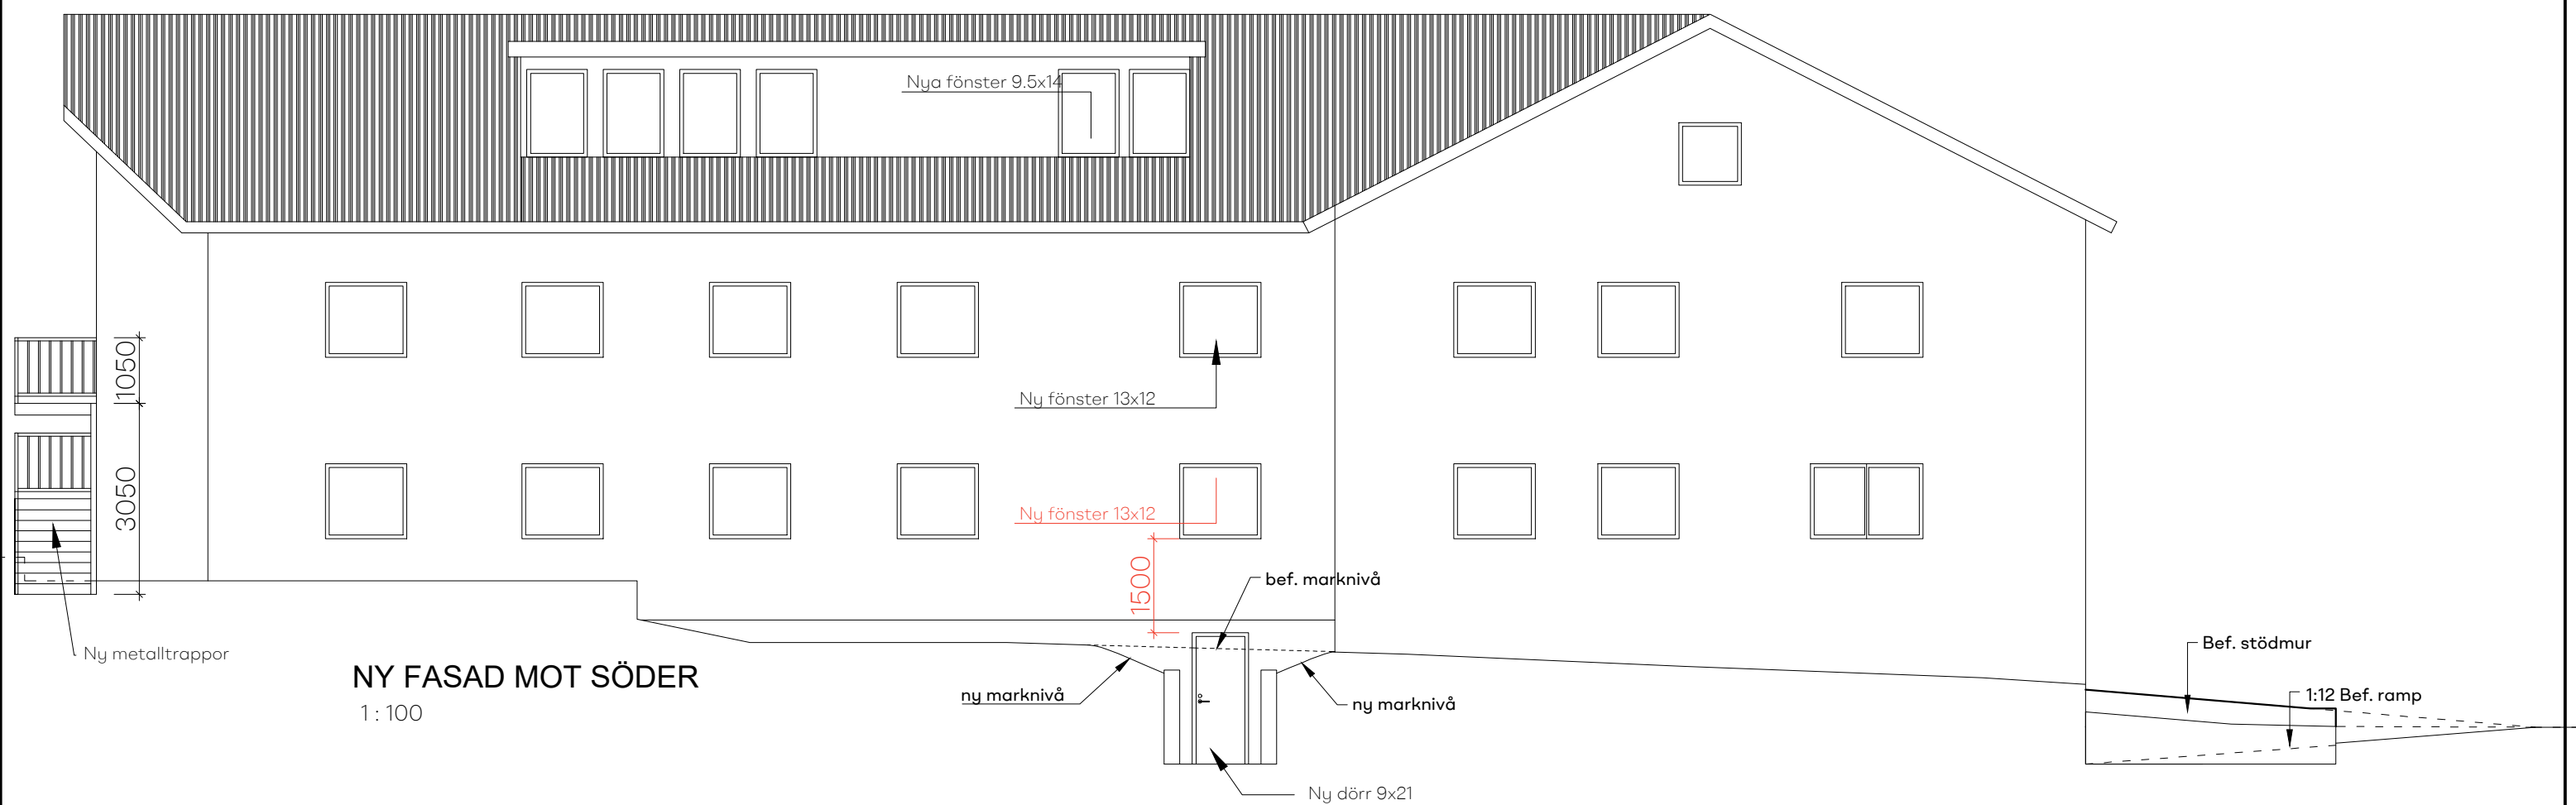 Nya fönster 9.5x14
1050
Ny fönster 13x12
3050
Ny fönster 13x12
1500
bef. marknivå
Ny metalltrappor
NY FASAD MOT SÖDER
1 : 100
ny marknivå
ny marknivå
Bef. stödmur
1:12 Bef. ramp
Ny dörr 9x21